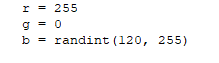 r = 255
g = 0
b = randint(120, 255)